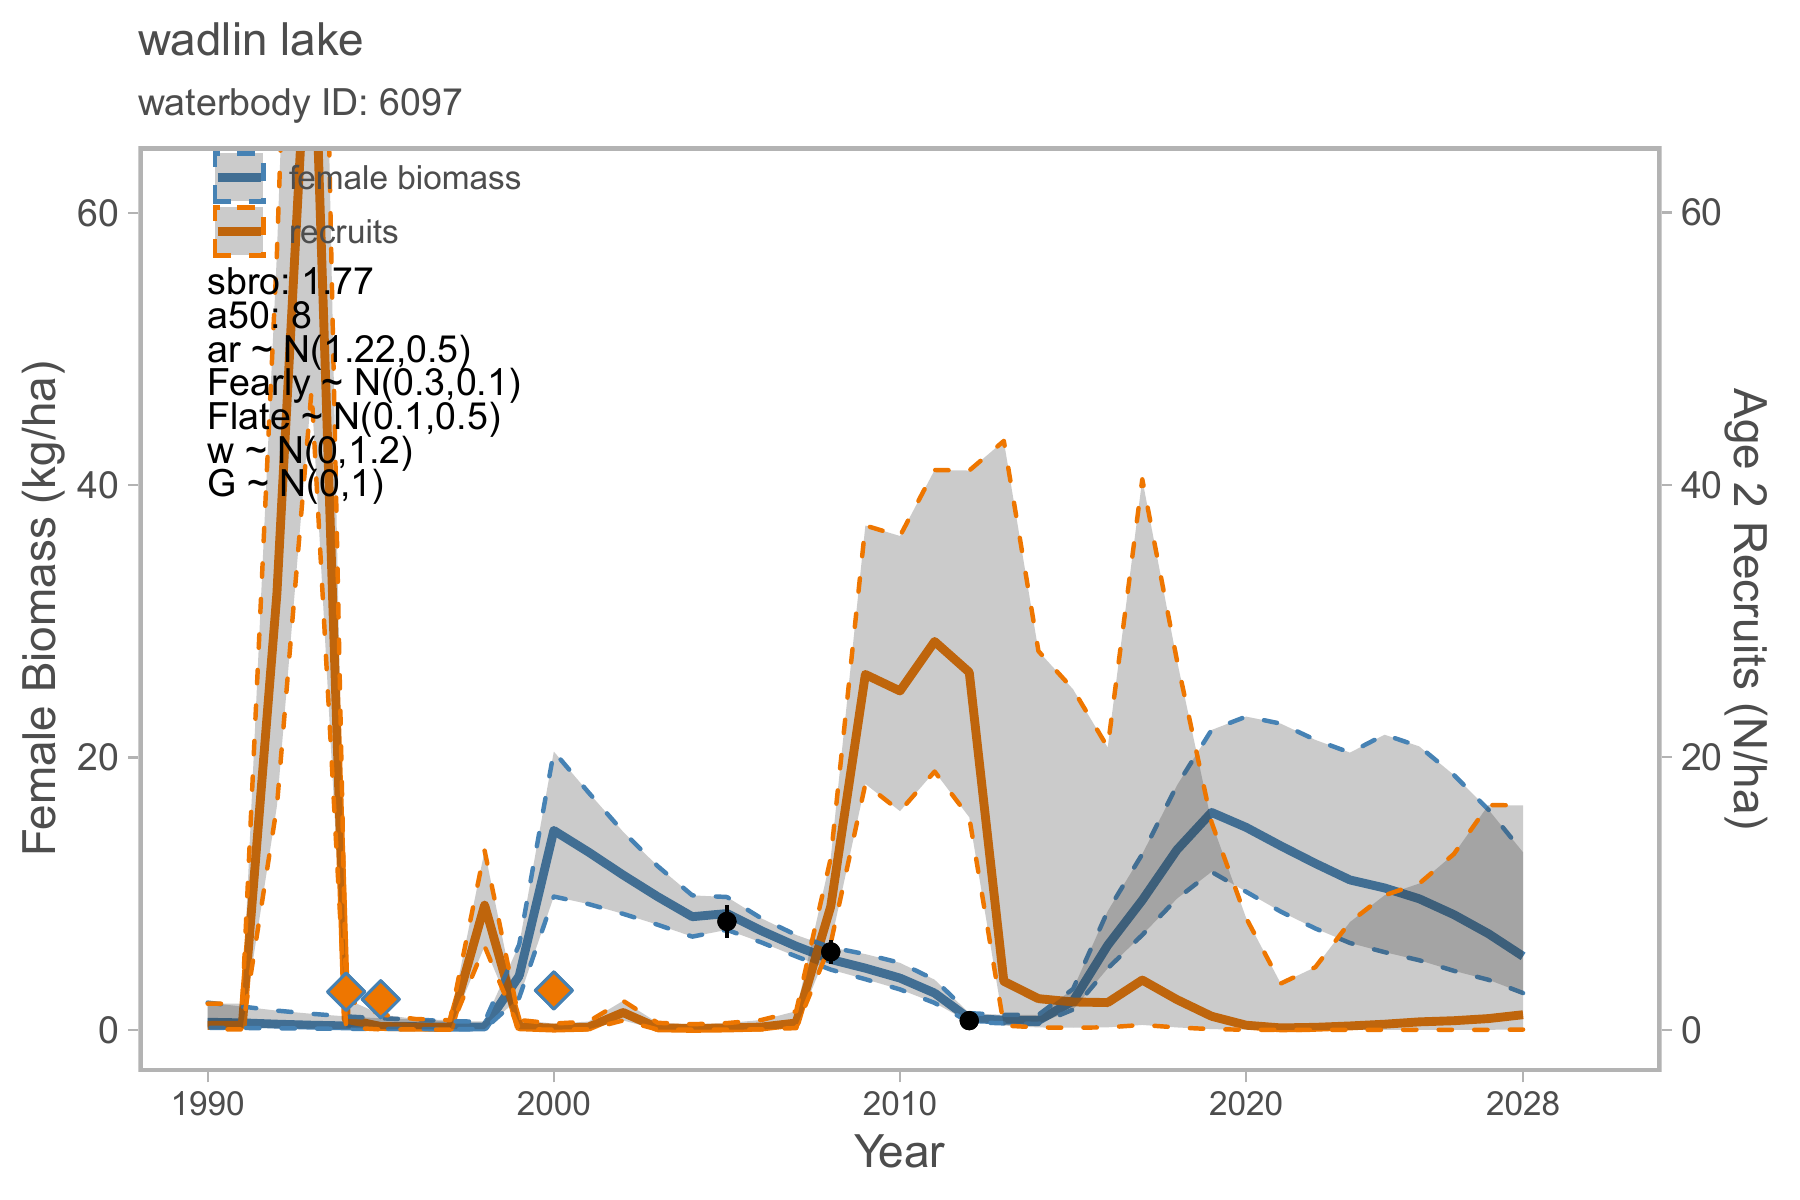 wadlin lake
waterbody ID: 6097
female biomass
recruits
sbro: 1.77
a50: 8
ar ~ N(1.22,0.5)
Fearly ~ N(0.3,0.1)
Flate ~ N(0.1,0.5)
w ~ N(0,1.2)
G ~ N(0,1)
Female Biomass (kg/ha)
60
40
20
0
Age 2 Recruits (N/ha)
60
40
20
0
1990
2000
2010
2020
2028
Year